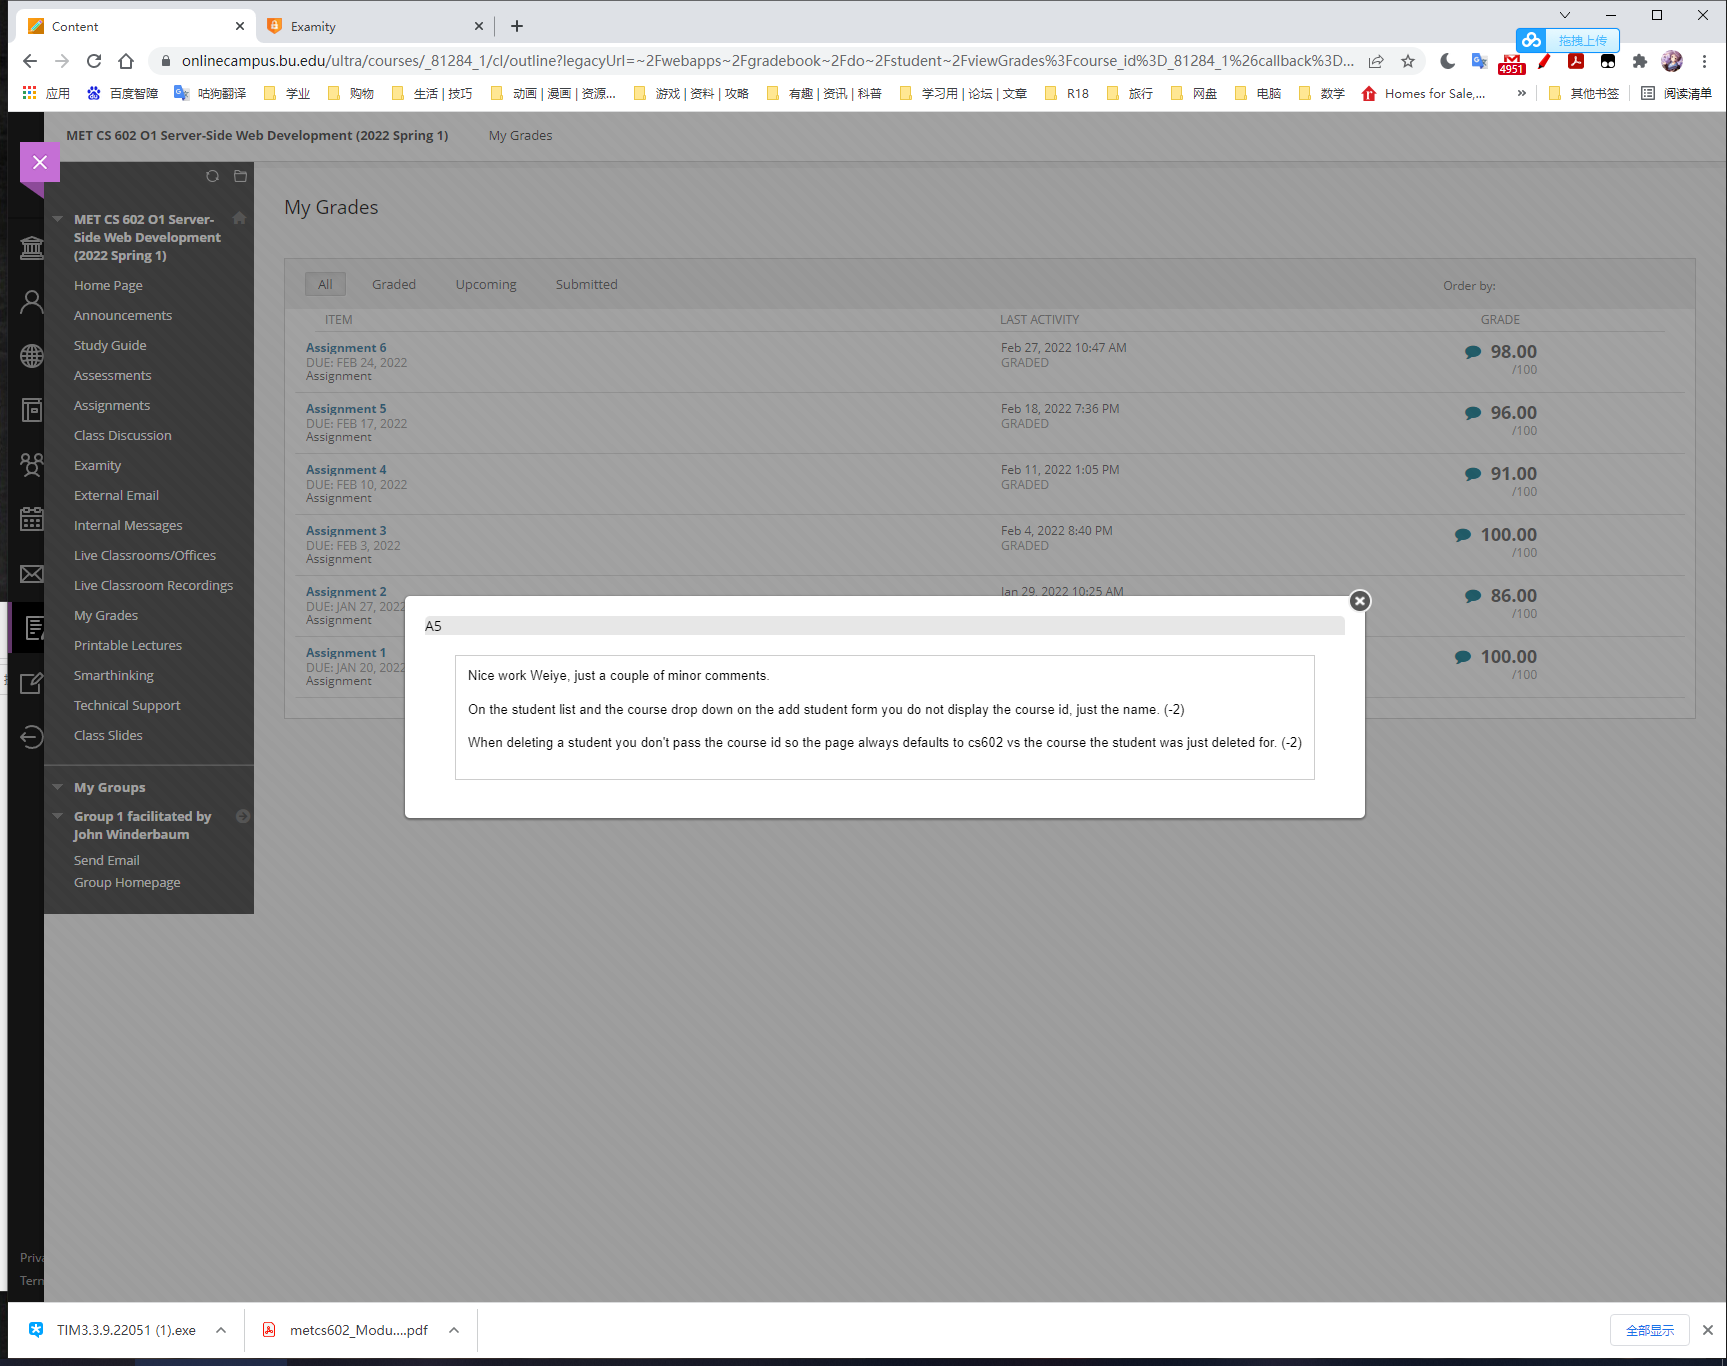 Content
Examity
拖拽上传
onlinecampus.bu.edu/ultra/courses/_81284_1/cl/outline?legacyUrl=~2Fwebapps~2Fgradebook~2Fdo~2Fstudent~2FviewGrades%3Fcourse_id%3D_81284_1%26callback%3D...
4951
应用
百度智障
咕狗翻译
学业
购物
生活 | 技巧
动画 | 漫画 | 资源...
游戏 | 资料 | 攻略
有趣 | 资讯 | 科普
学习用 | 论坛 | 文章
R18
旅行
网盘
电脑
数学
Homes for Sale,...
»
其他书签
阅读清单
MET CS 602 O1 Server-Side Web Development (2022 Spring 1)
My Grades
MET CS 602 O1 Server-
Side Web Development
(2022 Spring 1)
Home Page
Announcements
Study Guide
Assessments
Assignments
Class Discussion
Examity
External Email
Internal Messages
Live Classrooms/Offices
Live Classroom Recordings
My Grades
Printable Lectures
Smarthinking
Technical Support
Class Slides
My Groups
Group 1 facilitated by
John Winderbaum
Send Email
Group Homepage
My Grades
All
Graded
Upcoming
Submitted
Order by:
ITEM
LAST ACTIVITY
GRADE
Assignment 6
DUE: FEB 24, 2022
Assignment
Feb 27, 2022 10:47 AM
GRADED
98.00
/100
Assignment 5
DUE: FEB 17, 2022
Assignment
Feb 18, 2022 7:36 PM
GRADED
96.00
/100
Assignment 4
DUE: FEB 10, 2022
Assignment
Feb 11, 2022 1:05 PM
GRADED
91.00
/100
Assignment 3
DUE: FEB 3, 2022
Assignment
Feb 4, 2022 8:40 PM
GRADED
100.00
/100
Assignment 2
DUE: JAN 27, 2022
Assignment
Jan 29, 2022 10:25 AM
86.00
/100
Assignment 1
DUE: JAN 20, 2022
Assignment
100.00
/100
A5
Nice work Weiye, just a couple of minor comments.
On the student list and the course drop down on the add student form you do not display the course id, just the name. (-2)
When deleting a student you don't pass the course id so the page always defaults to cs602 vs the course the student was just deleted for. (-2)
Priva
Tern
TIM3.3.9.22051 (1).exe
metcs602_Modu....pdf
全部显示